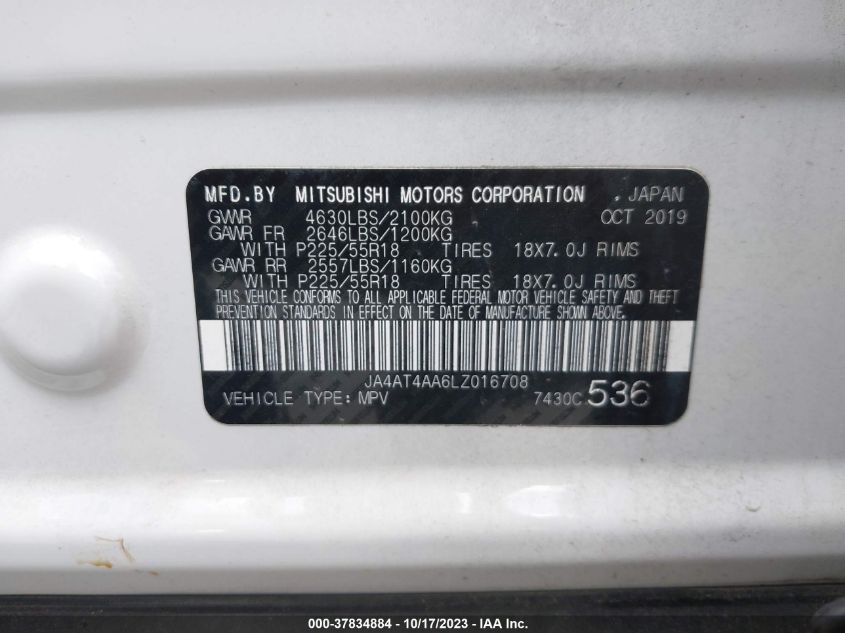 MFD.BY MITSUBISHI MOTORS CORPORATION . JAPAN
GVWR 4630LBS/2100KG OCT 2019
GAWR FR 2646LBS/1200KG
WITH P225/55R18 TIRES 18X7.0J RIMS
GAWR RR 2557LBS/1160KG
WITH P225/55R18 TIRES 18X7.0J RIMS
THIS VEHICLE CONFORMS TO ALL APPLICABLE FEDERAL MOTOR VEHICLE SAFETY AND THEFT
PREVENTION STANDARDS IN EFFECT ON THE DATE OF MANUFACTURE SHOWN ABOVE.
JA4AT4AA6LZ016708
VEHICLE TYPE: MPV 7430C 536
000-37834884 - 10/17/2023 - IAA Inc.